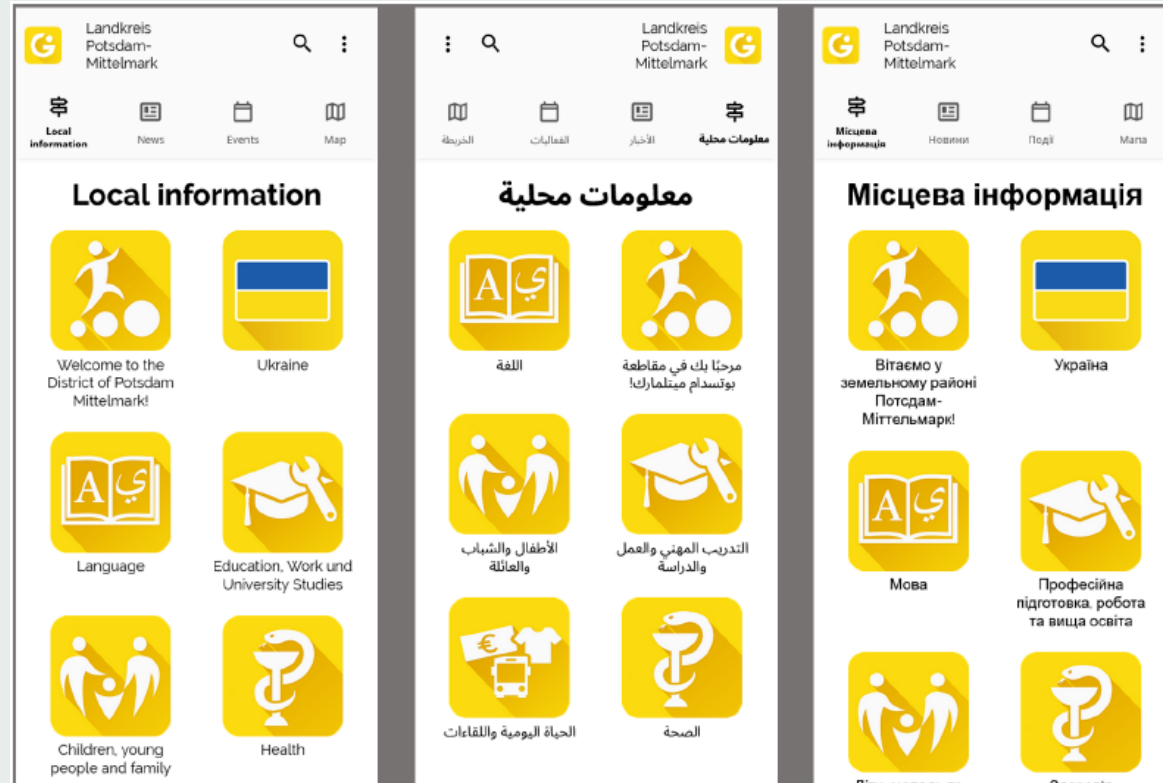 Landkreis
Potsdam-
Mittelmark
Local
information
News
Events
Map
Local information
Welcome to the
District of Potsdam
Mittelmark!
Ukraine
Language
Education, Work und
University Studies
Children, young
people and family
Health
Landkreis
Potsdam-
Mittelmark
معلومات محلية
الأخبار
الفعاليات
الخريطة
معلومات محلية
مرحبًا بك في مقاطعة
بوتسدام ميتلمارك!
اللغة
التدريب المهني والعمل
والدراسة
الأطفال والشباب
والعائلة
الصحة
الحياة اليومية واللقاءات
Landkreis
Potsdam-
Mittelmark
Місцева
інформація
Новини
Події
Мапа
Місцева інформація
Вітаємо у
земельному районі
Потсдам-
Міттельмарк!
Україна
Мова
Професійна
підготовка, робота
та вища освіта